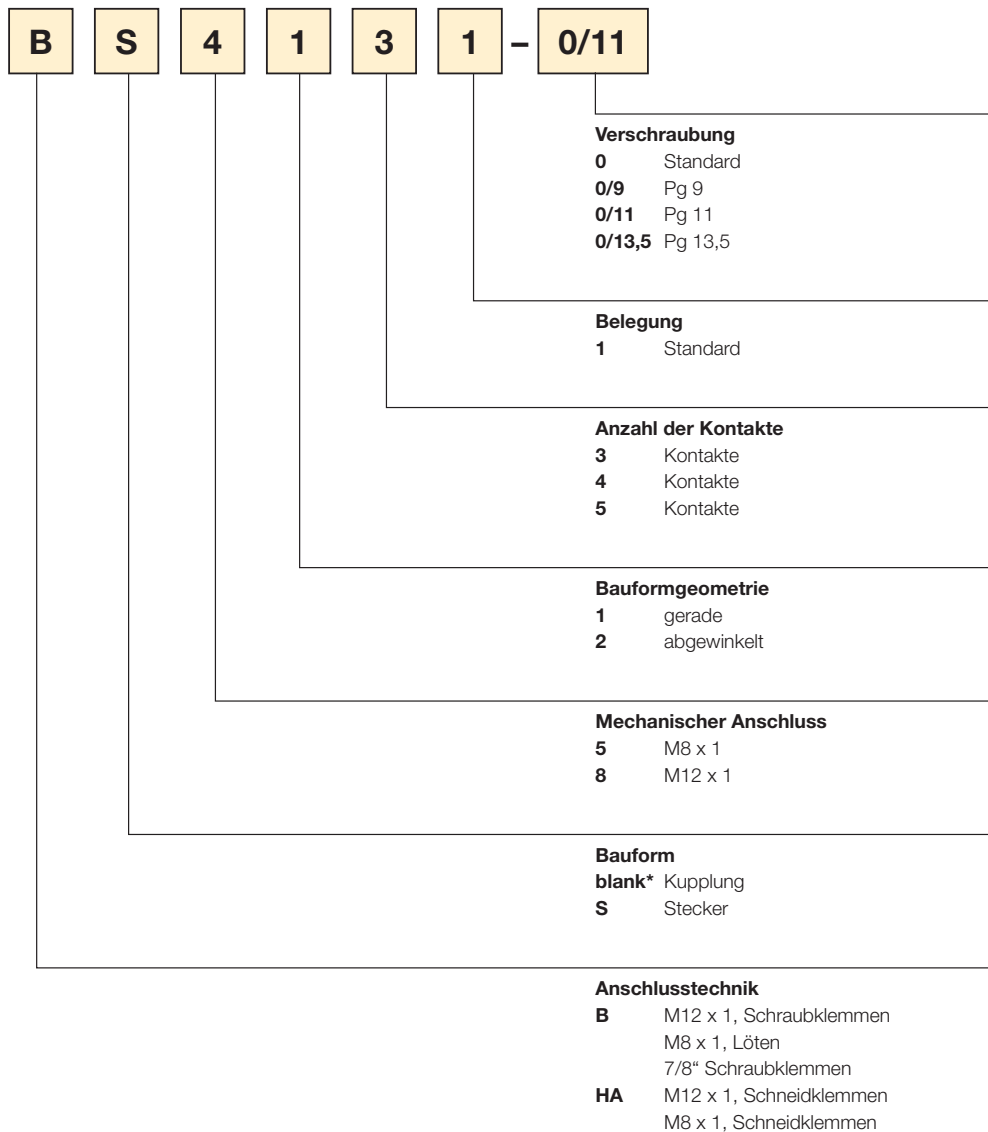 B S 4 1 3 1 – 0/11
Verschraubung
0 Standard
0/9 Pg 9
0/11 Pg 11
0/13,5 Pg 13,5
Belegung
1 Standard
Anzahl der Kontakte
3 Kontakte
4 Kontakte
5 Kontakte
Bauformgeometrie
1 gerade
2 abgewinkelt
Mechanischer Anschluss
5 M8 x 1
8 M12 x 1
Bauform
blank* Kupplung
S Stecker
Anschlusstechnik
B M12 x 1, Schraubklemmen
M8 x 1, Löten
7/8“ Schraubklemmen
HA M12 x 1, Schneidklemmen
M8 x 1, Schneidklemmen